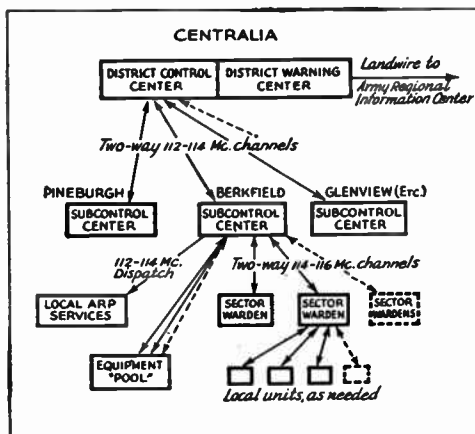 CENTRALIA
DISTRICT CONTROL
CENTER
DISTRICT WARNING
CENTER
Landwire to
Army Regional
Information Center
Two-way 112-114 Mc. channels
PINEBURGH
BERKFIELD
GLENVIEW (ETC.)
SUBCONTROL
CENTER
SUBCONTROL
CENTER
SUBCONTROL
CENTER
112-114 MC.
Dispatch
Two-way 114-116 Mc. channels
LOCAL ARP
SERVICES
SECTOR
WARDEN
SECTOR
WARDEN
SECTOR
WARDENS
EQUIPMENT
"POOL"
Local units, as needed